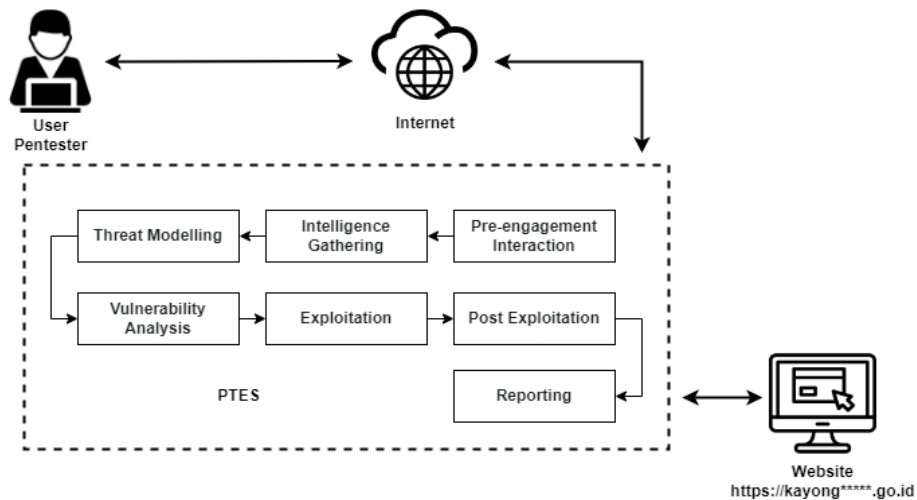 User
Pentester
Internet
Threat Modelling
Intelligence
Gathering
Pre-engagement
Interaction
Vulnerability
Analysis
Exploitation
Post Exploitation
PTES
Reporting
Website
https://kayong*****.go.id